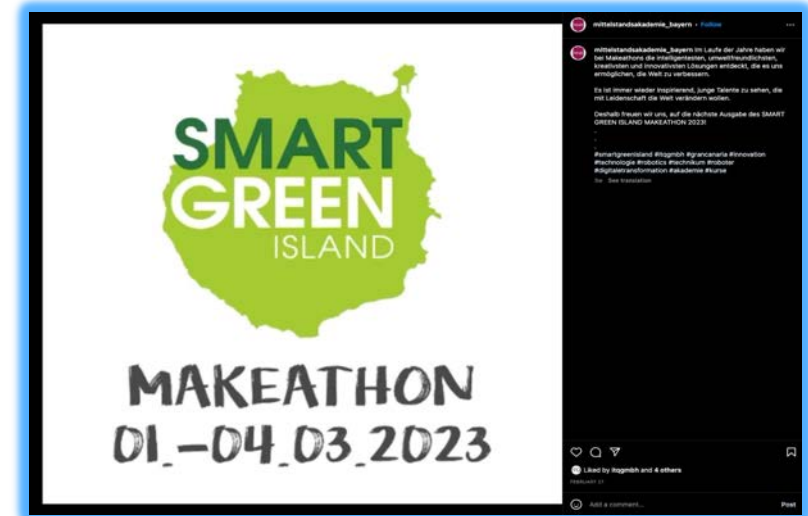 SMART
GREEN
ISLAND
MAKEATHON
01.–04.03.2023
mittelstandsakademie_bayern • Follow
mittelstandsakademie_bayern Im Laufe der Jahre haben wir
bei Makeathons die intelligentesten, umweltfreundlichsten,
kreativsten und innovativsten Lösungen entdeckt, die es uns
ermöglichen, die Welt zu verbessern.
Es ist immer wieder inspirierend, junge Talente zu sehen, die
mit Leidenschaft die Welt verändern wollen.
Deshalb freuen wir uns, auf die nächste Ausgabe des SMART
GREEN ISLAND MAKEATHON 2023!
.
.
.
#smartgreenisland #itqgmbh #grancanaria #innovation
#technologie #robotics #technikum #roboter
#digitaletransformation #akademie #kurse
See translation
Liked by itqgmbh and 4 others
FEBRUARY 21
Add a comment...
Post